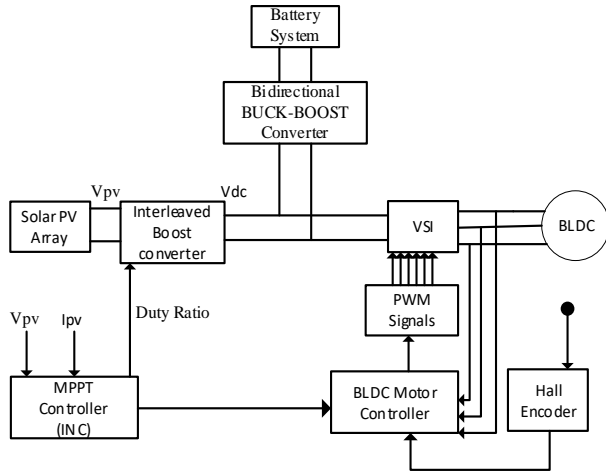 Battery
System
Bidirectional
BUCK-BOOST
Converter
Vpv
Vdc
Solar PV
Array
Interleaved
Boost
converter
VSI
BLDC
Duty Ratio
PWM
Signals
Vpv
Ipv
MPPT
Controller
(INC)
BLDC Motor
Controller
Hall
Encoder